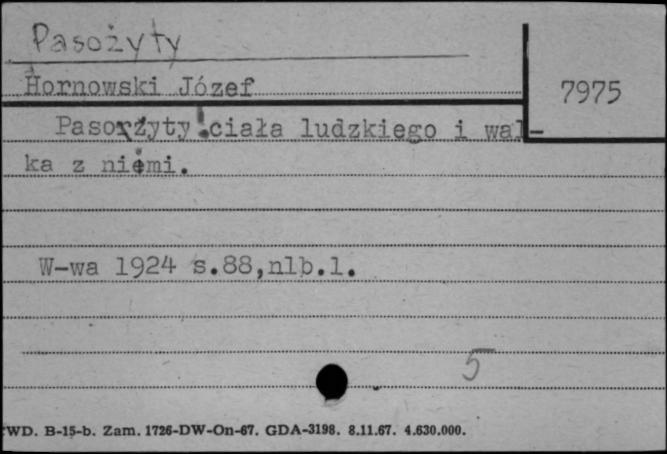 Pasożyty
Hornowski Józef
7975
Pasorzyty ciała ludzkiego i wal-
ka z niemi.
W-wa 1924 s.88,nlb.1.
5
WD. B-15-b. Zam. 1726-DW-On-67. GDA-3198. 8.11.67. 4.630.000.